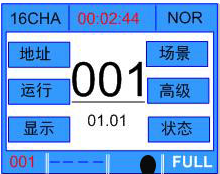 16CHA 00:02:44 NOR
地址 场景
001
运行 高级
01.01
显示 状态
001 ---- FULL